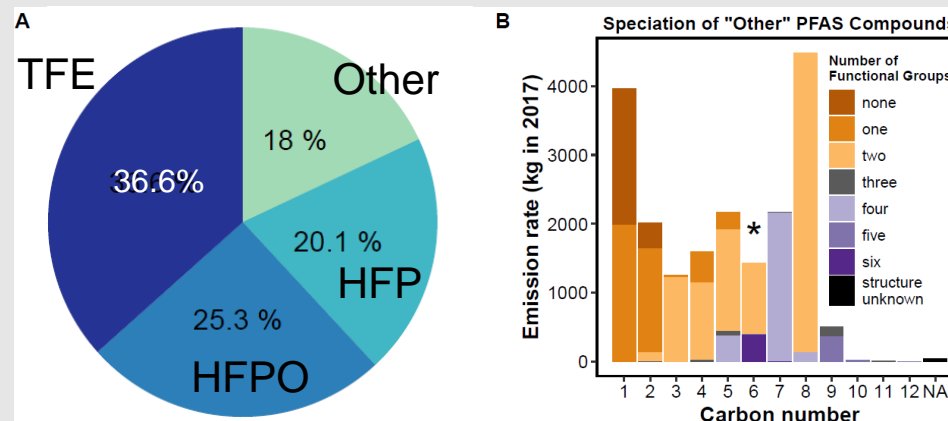 A
TFE
Other
18 %
36.6%
20.1 %
HFP
25.3 %
HFPO
B
Speciation of "Other" PFAS Compounds
Emission rate (kg in 2017)
4000
3000
2000
1000
0
*
Number of
Functional Groups
none
one
two
three
four
five
six
structure
unknown
1 2 3 4 5 6 7 8 9 10 11 12 NA
Carbon number